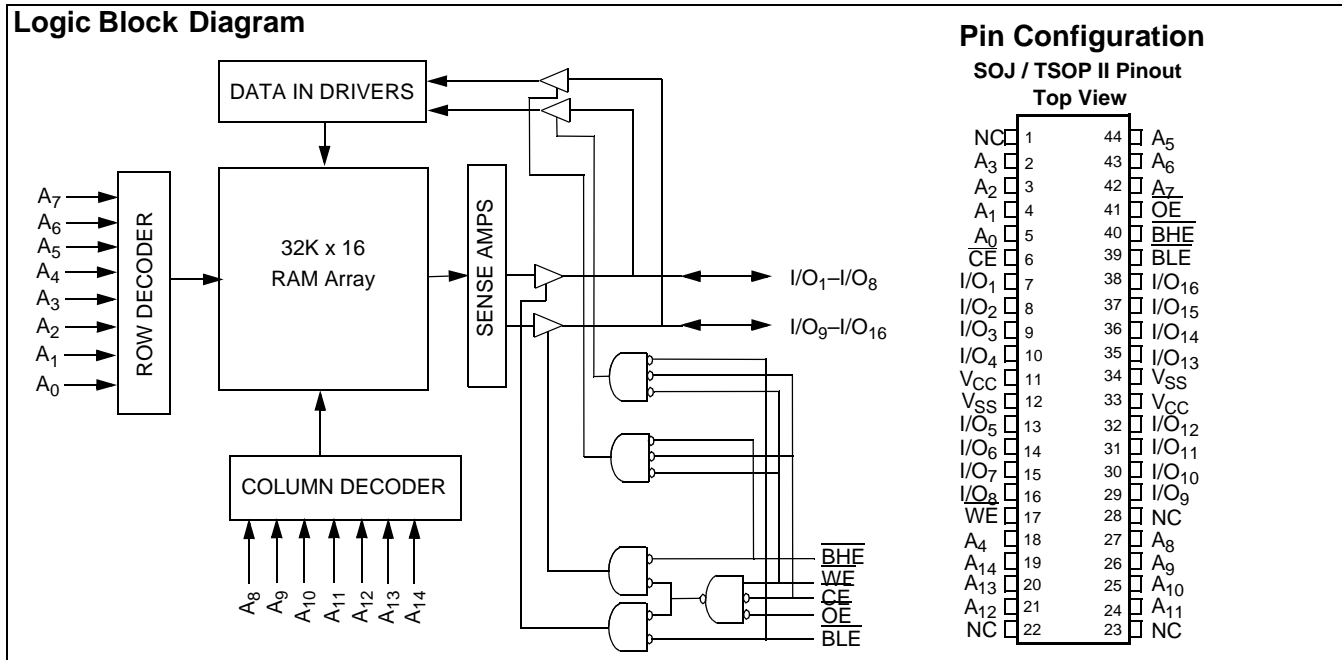 Logic Block Diagram
DATA IN DRIVERS
A7
A6
A5
A4
A3
A2
A1
A0
ROW DECODER
32K x 16
RAM Array
SENSE AMPS
I/O1–I/O8
I/O9–I/O16
COLUMN DECODER
A8
A9
A10
A11
A12
A13
A14
BHE
WE
CE
OE
BLE
Pin Configuration
SOJ / TSOP II Pinout
Top View
NC 1 44 A5
A3 2 43 A6
A2 3 42 A7
A1 4 41 OE
A0 5 40 BHE
CE 6 39 BLE
I/O1 7 38 I/O16
I/O2 8 37 I/O15
I/O3 9 36 I/O14
I/O4 10 35 I/O13
VCC 11 34 VSS
VSS 12 33 VCC
I/O5 13 32 I/O12
I/O6 14 31 I/O11
I/O7 15 30 I/O10
I/O8 16 29 I/O9
WE 17 28 NC
A4 18 27 A8
A14 19 26 A9
A13 20 25 A10
A12 21 24 A11
NC 22 23 NC